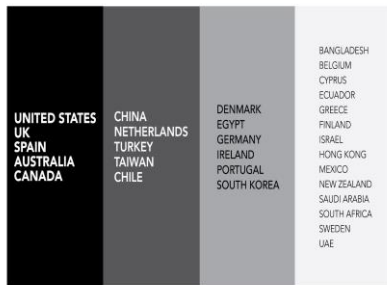 UNITED STATES
UK
SPAIN
AUSTRALIA
CANADA
CHINA
NETHERLANDS
TURKEY
TAIWAN
CHILE
DENMARK
EGYPT
GERMANY
IRELAND
PORTUGAL
SOUTH KOREA
BANGLADESH
BELGIUM
CYPRUS
ECUADOR
GREECE
FINLAND
ISRAEL
HONG KONG
MEXICO
NEW ZEALAND
SAUDI ARABIA
SOUTH AFRICA
SWEDEN
UAE